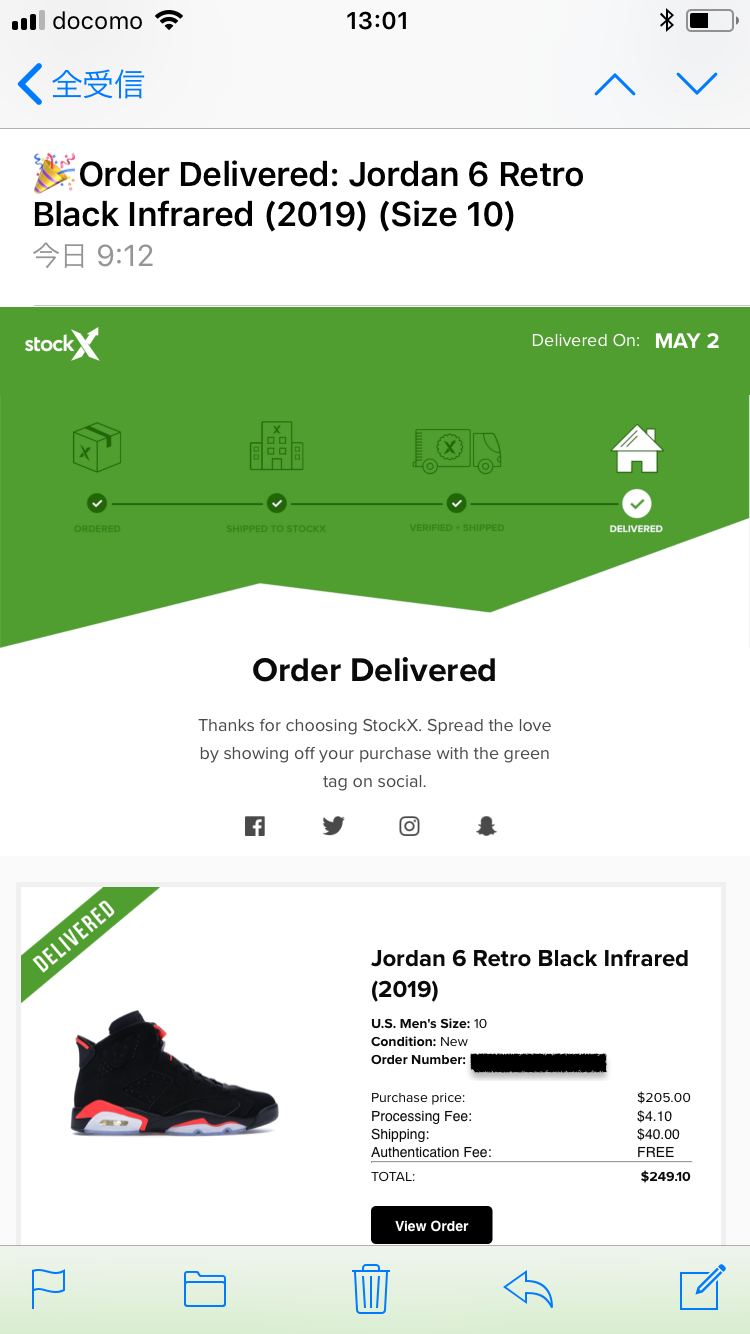 docomo 13:01
全受信
🎉Order Delivered: Jordan 6 Retro
Black Infrared (2019) (Size 10)
今日 9:12
stockX Delivered On: MAY 2
X X X
ORDERED SHIPPED TO STOCKX VERIFIED + SHIPPED DELIVERED
Order Delivered
Thanks for choosing StockX. Spread the love
by showing off your purchase with the green
tag on social.
DELIVERED
Jordan 6 Retro Black Infrared
(2019)
U.S. Men's Size: 10
Condition: New
Order Number:
Purchase price: $205.00
Processing Fee: $4.10
Shipping: $40.00
Authentication Fee: FREE
TOTAL: $249.10
View Order